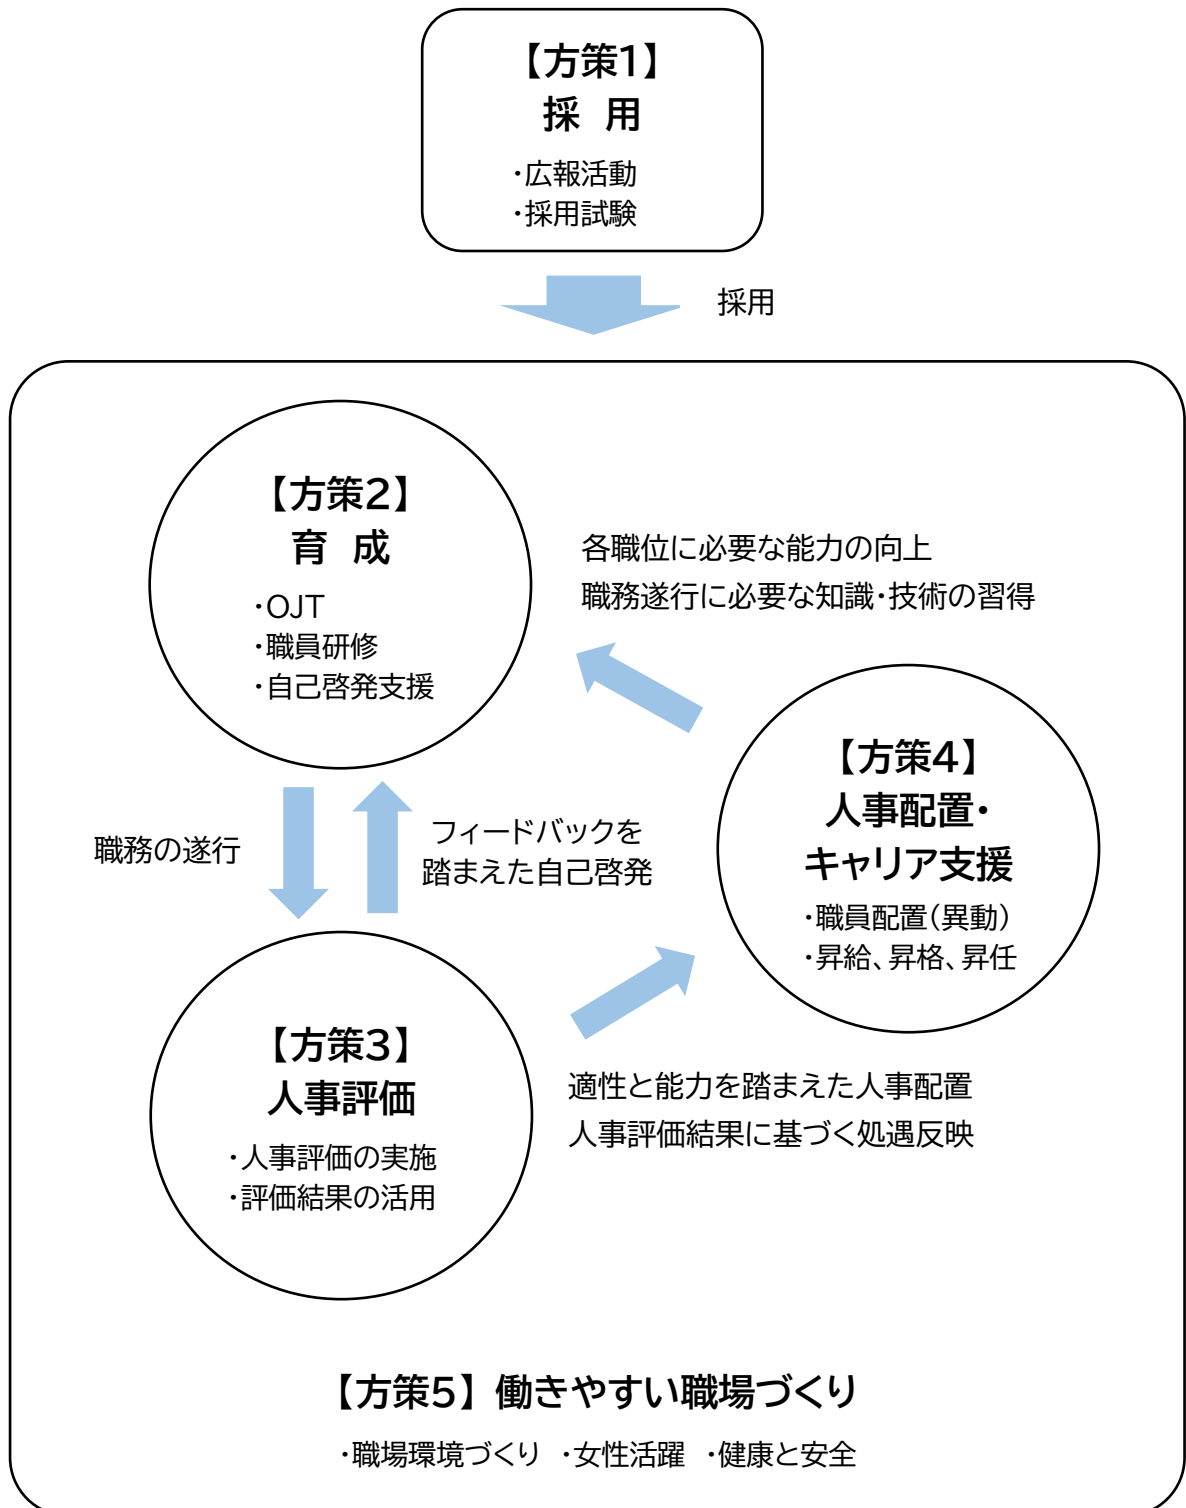 【方策1】
採 用
・広報活動
・採用試験
採用
【方策2】
育 成
・OJT
・職員研修
・自己啓発支援
各職位に必要な能力の向上
職務遂行に必要な知識・技術の習得
【方策4】
人事配置・
キャリア支援
・職員配置(異動)
・昇給、昇格、昇任
職務の遂行
フィードバックを
踏まえた自己啓発
【方策3】
人事評価
・人事評価の実施
・評価結果の活用
適性と能力を踏まえた人事配置
人事評価結果に基づく処遇反映
【方策5】 働きやすい職場づくり
・職場環境づくり ・女性活躍 ・健康と安全